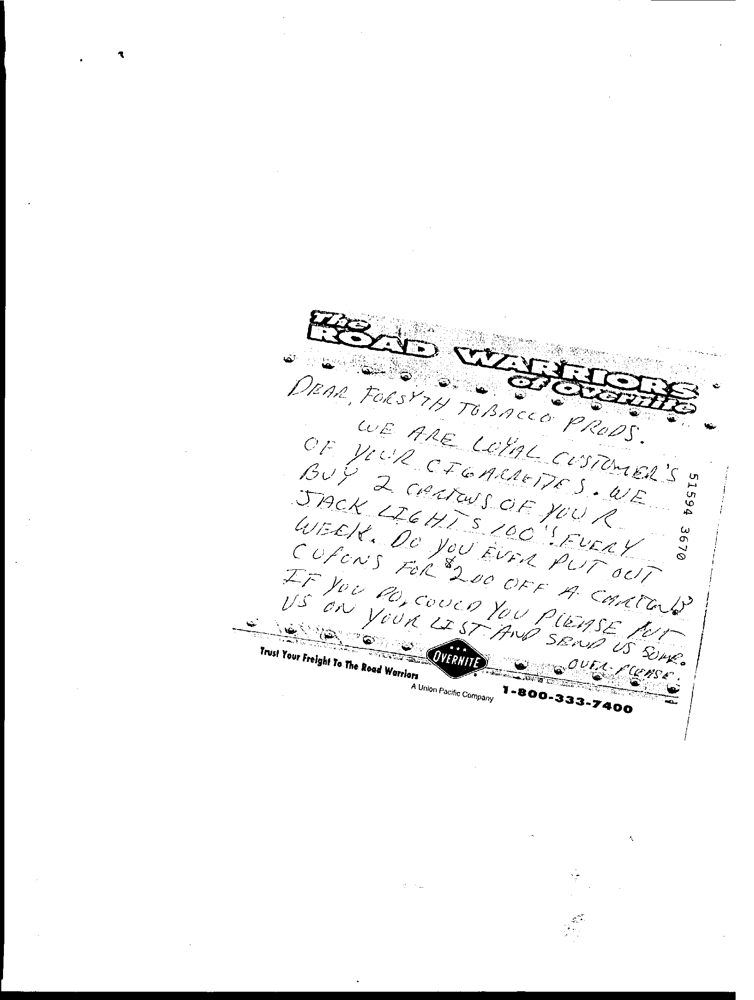 The
ROAD WARRIORS
of Overnite
DEAR, FORSYTH TOBACCO PRODS.
WE ARE LOYAL CUSTOMER'S
OF YOUR CIGARRETTES. WE
BUY 2 CARTONS OF YOUR
JACK LIGHTS 100'S EVERY
WEEK. DO YOU EVER PUT OUT
CUPONS FOR $2.00 OFF A CARTON?
IF YOU DO, COULD YOU PLEASE PUT
US ON YOUR LIST AND SEND US SOME.
OVER-PLEASE.
51594 3670
OVERNITE
Trust Your Freight To The Road Warriors
A Union Pacific Company
1-800-333-7400